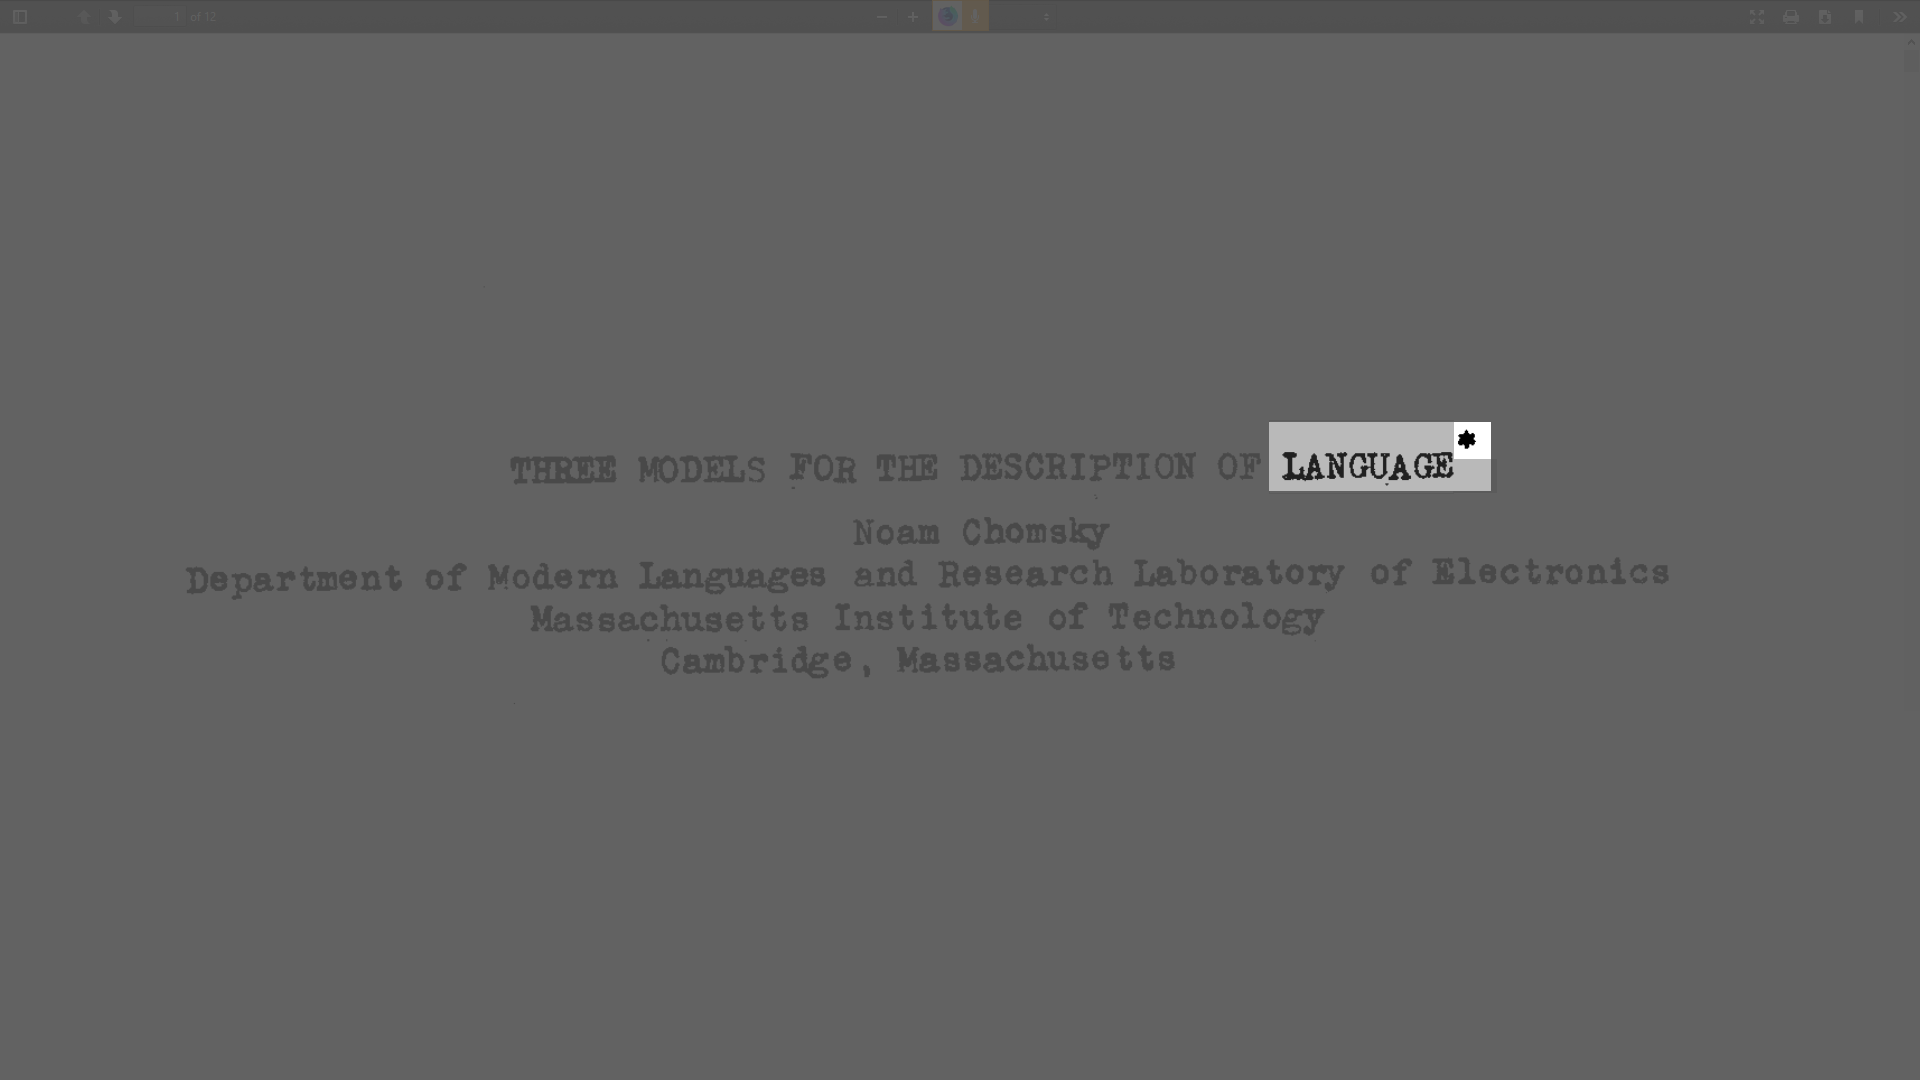 1 of 12
THREE MODELS FOR THE DESCRIPTION OF LANGUAGE*
Noam Chomsky
Department of Modern Languages and Research Laboratory of Electronics
Massachusetts Institute of Technology
Cambridge, Massachusetts